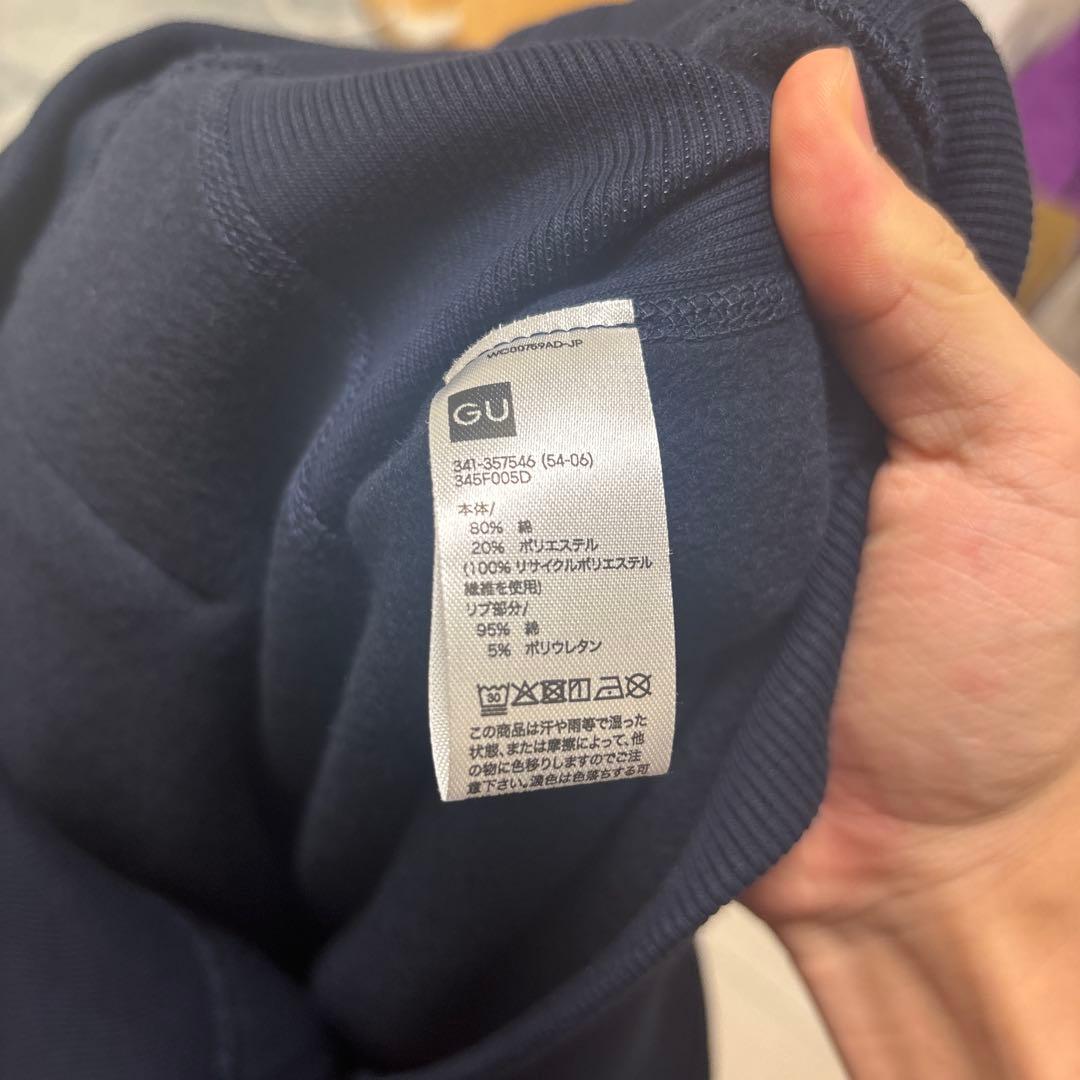 WC00769AD-JP
GU
341-357546 (54-06)
345F005D
本体/
80% 綿
20% ポリエステル
(100%リサイクルポリエステル
繊維を使用)
リブ部分/
95% 綿
5% ポリウレタン
30
この商品は汗や雨等で湿った
状態、または摩擦によって、他
の物に色移りしますのでご注
意下さい。濃色は色落ちする可